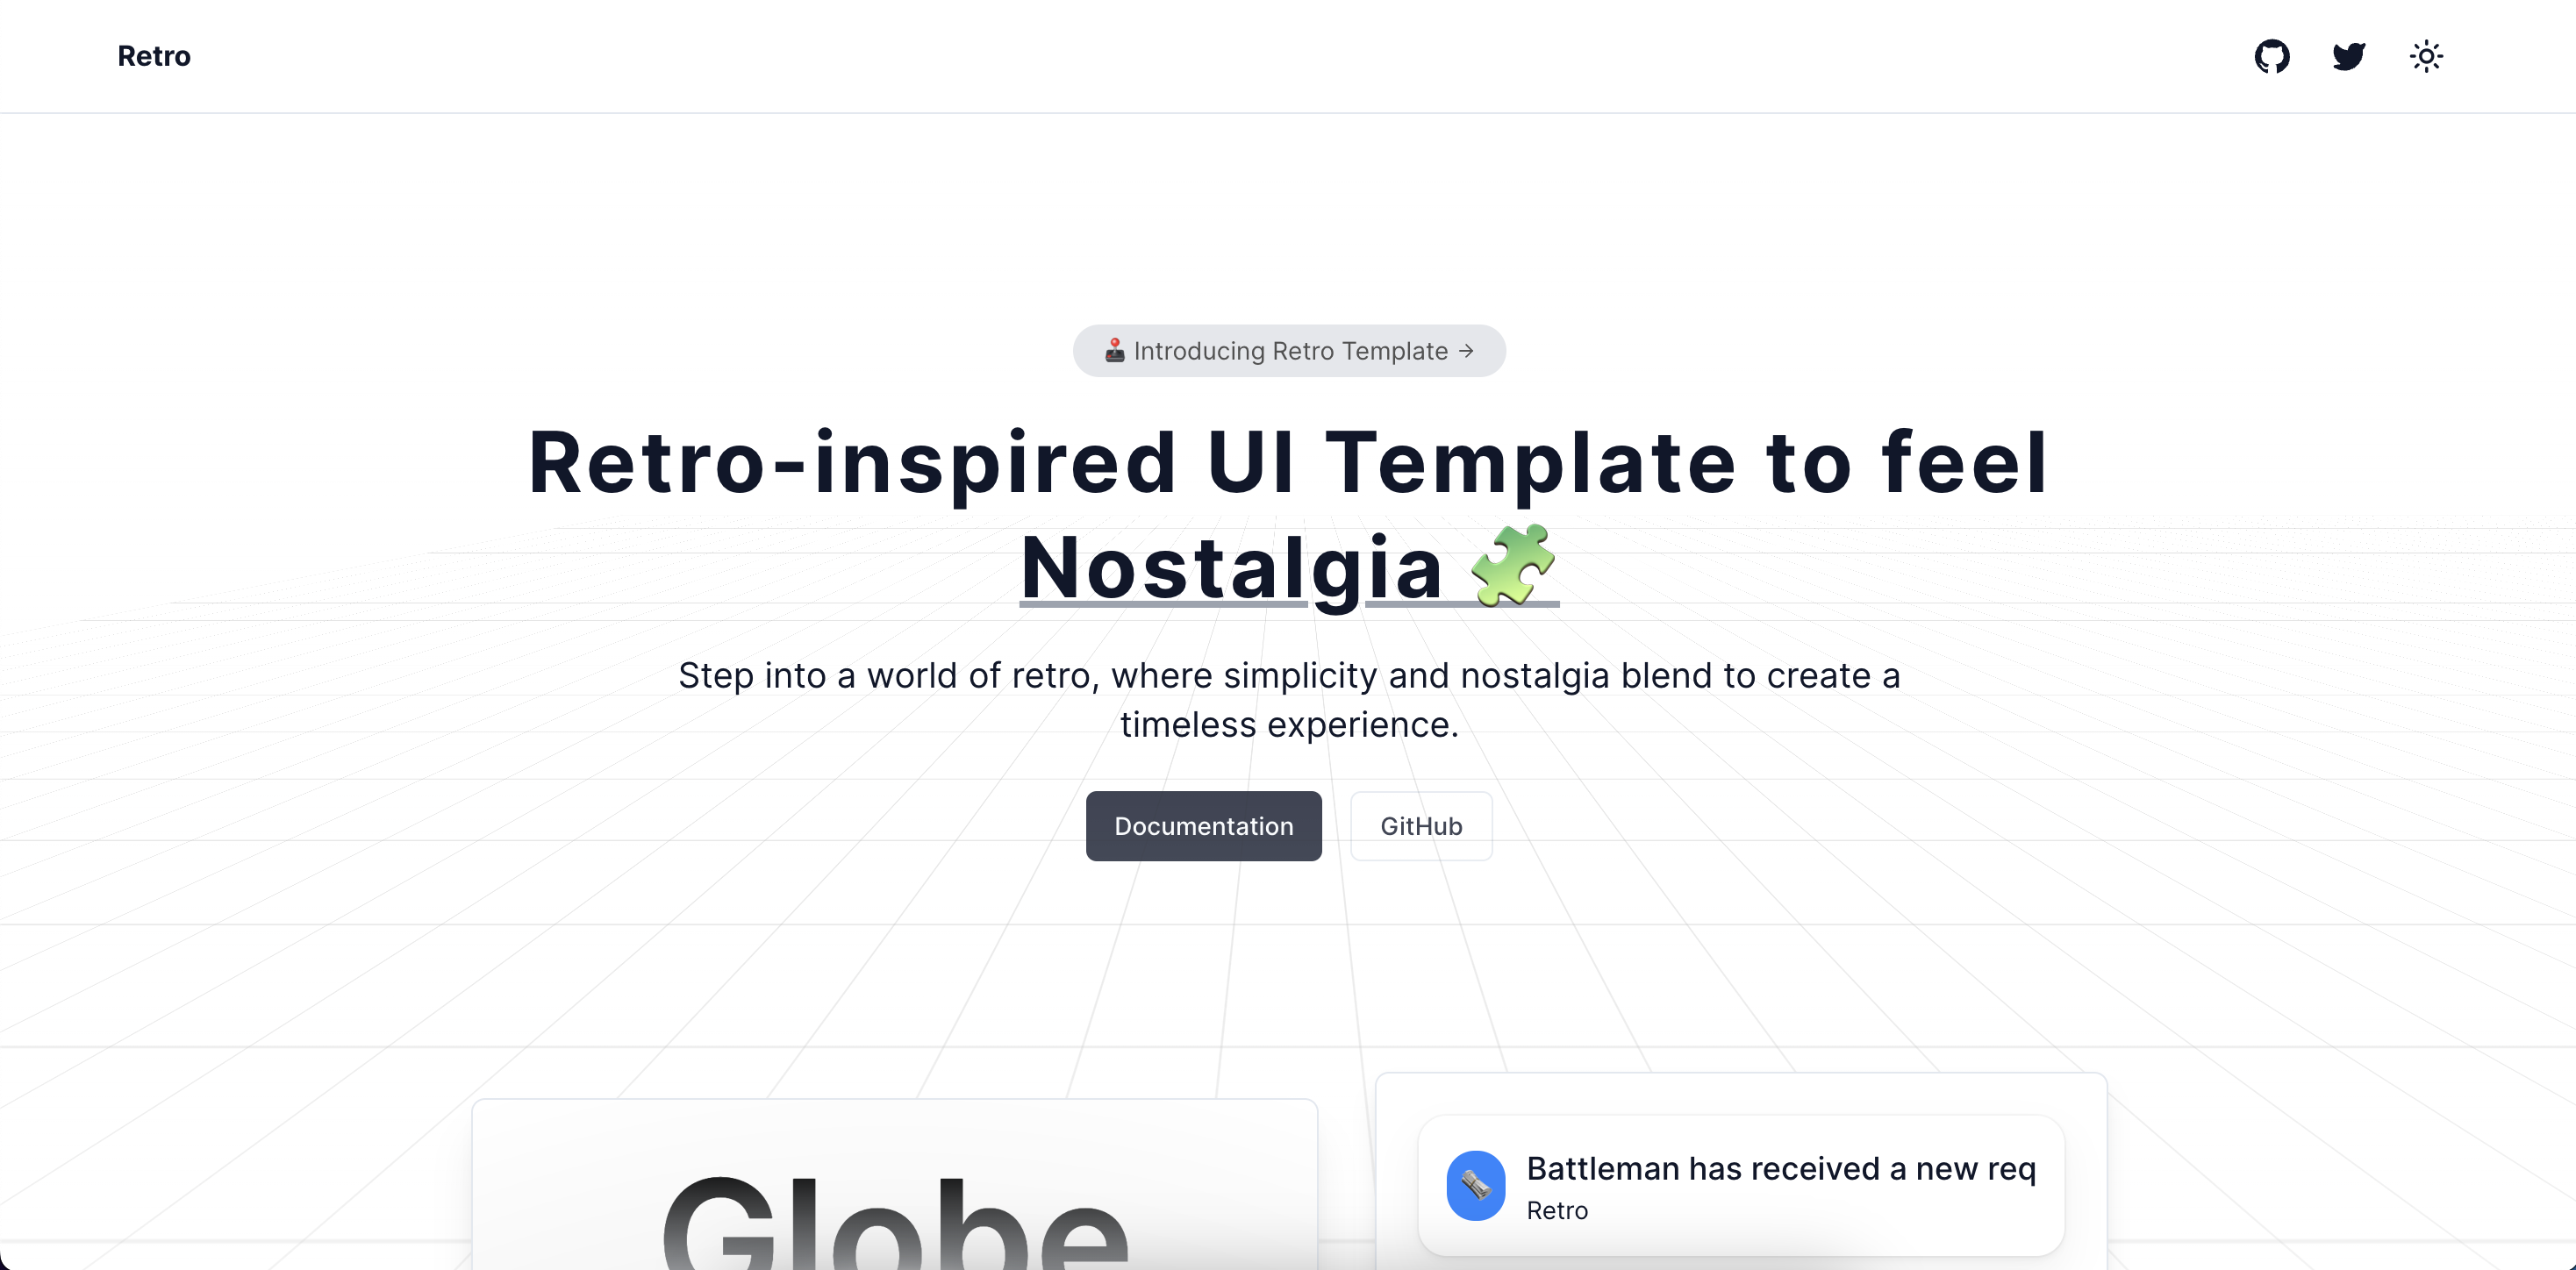 Retro
🕹️ Introducing Retro Template →
Retro-inspired UI Template to feel
Nostalgia 🧩
Step into a world of retro, where simplicity and nostalgia blend to create a
timeless experience.
Documentation
GitHub
Globe
Battleman has received a new req
Retro